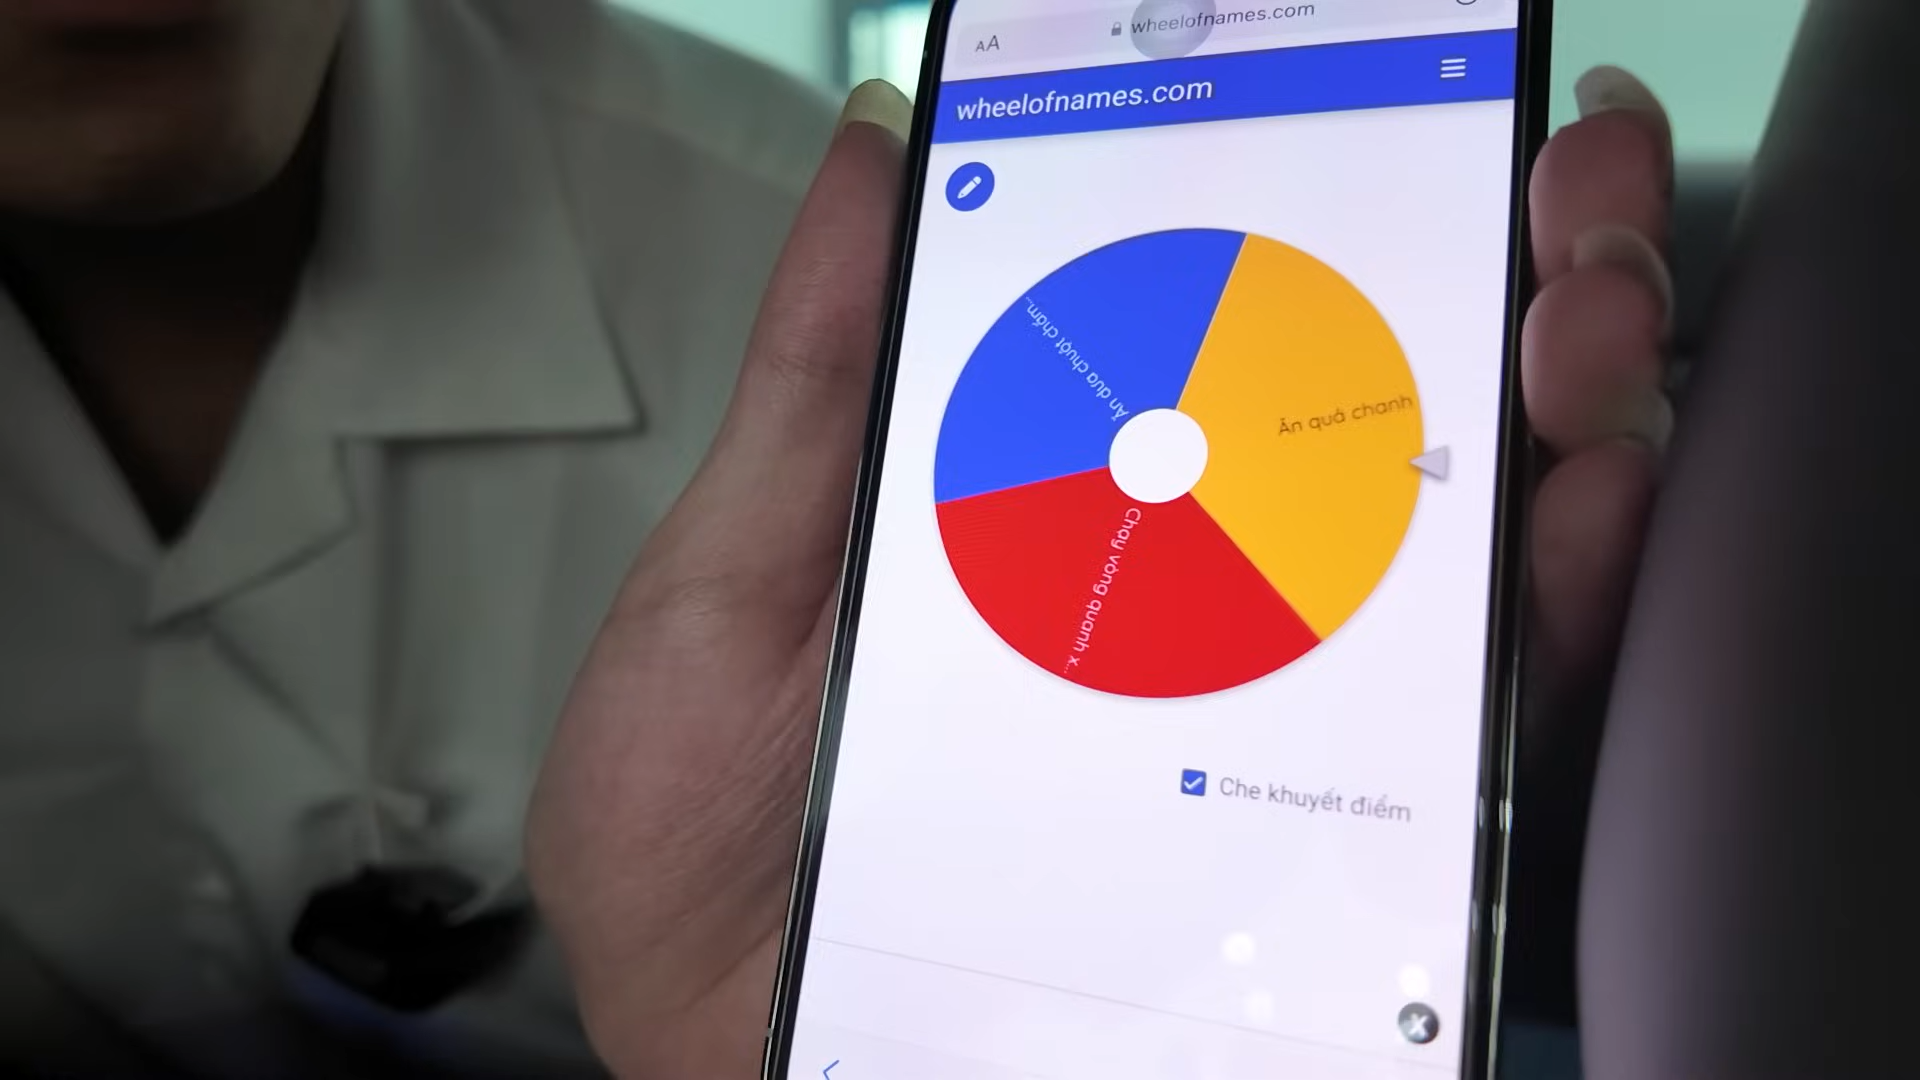 AA wheelofnames.com
wheelofnames.com
Ăn dưa chuột chấm...
Ăn quả chanh
Chạy vòng quanh x...
Che khuyết điểm